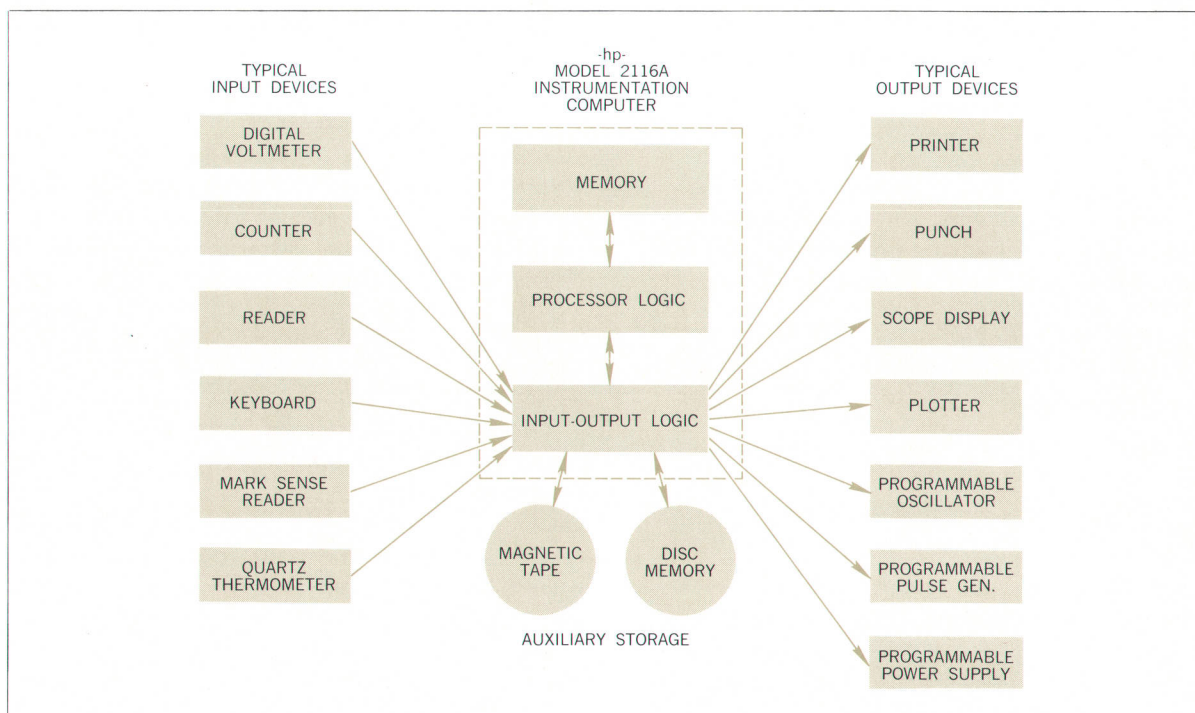 TYPICAL
INPUT DEVICES
DIGITAL
VOLTMETER
COUNTER
READER
KEYBOARD
MARK SENSE
READER
QUARTZ
THERMOMETER
-hp-
MODEL 2116A
INSTRUMENTATION
COMPUTER
MEMORY
PROCESSOR LOGIC
INPUT-OUTPUT LOGIC
MAGNETIC
TAPE
DISC
MEMORY
AUXILIARY STORAGE
TYPICAL
OUTPUT DEVICES
PRINTER
PUNCH
SCOPE DISPLAY
PLOTTER
PROGRAMMABLE
OSCILLATOR
PROGRAMMABLE
PULSE GEN.
PROGRAMMABLE
POWER SUPPLY